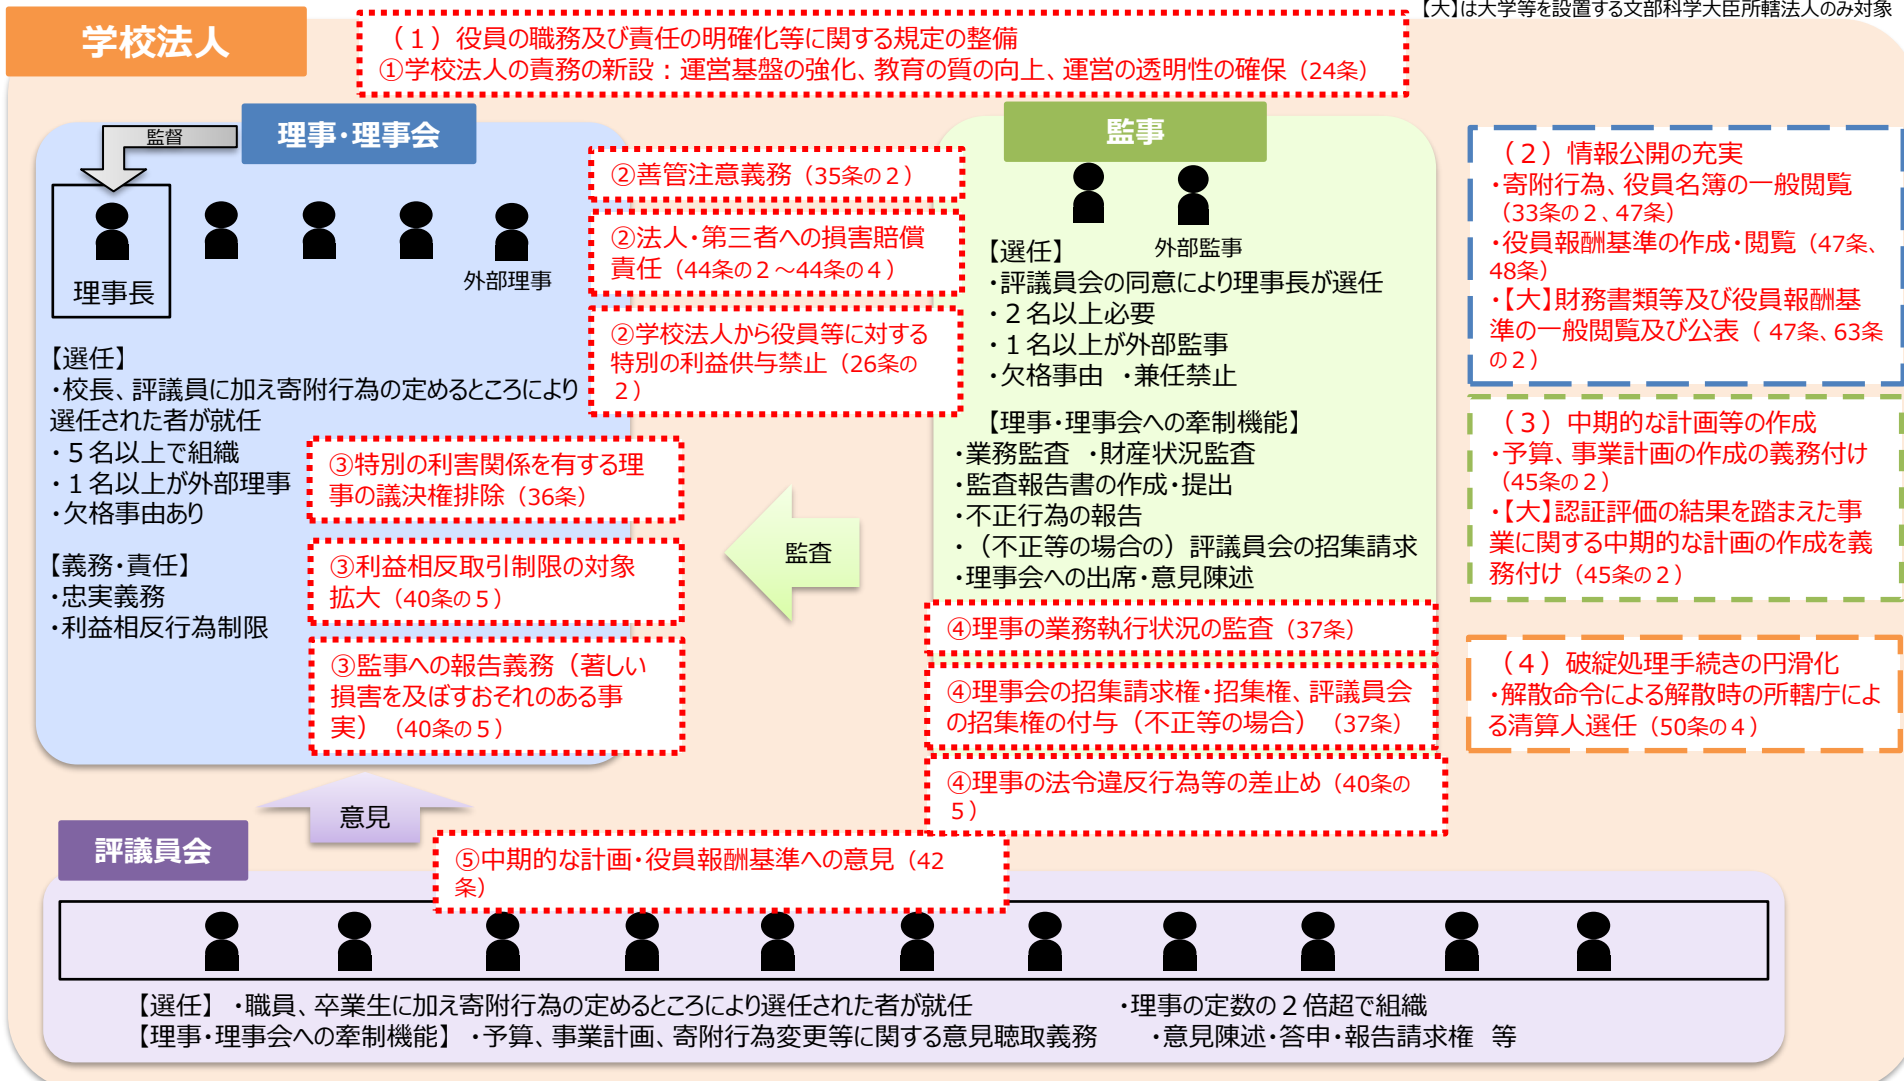 【大】は大学等を設置する文部科学大臣所轄法人のみ対象
学校法人
（１）役員の職務及び責任の明確化等に関する規定の整備
①学校法人の責務の新設：運営基盤の強化、教育の質の向上、運営の透明性の確保（24条）
監督
理事・理事会
理事長
外部理事
【選任】
・校長、評議員に加え寄附行為の定めるところにより
選任された者が就任
・５名以上で組織
・１名以上が外部理事
・欠格事由あり
【義務・責任】
・忠実義務
・利益相反行為制限
②善管注意義務（35条の２）
②法人・第三者への損害賠償
責任（44条の２～44条の４）
②学校法人から役員等に対する
特別の利益供与禁止（26条の
２）
③特別の利害関係を有する理
事の議決権排除（36条）
③利益相反取引制限の対象
拡大（40条の５）
③監事への報告義務（著しい
損害を及ぼすおそれのある事
実）（40条の５）
監査
監事
外部監事
【選任】
・評議員会の同意により理事長が選任
・２名以上必要
・１名以上が外部監事
・欠格事由 ・兼任禁止
【理事・理事会への牽制機能】
・業務監査 ・財産状況監査
・監査報告書の作成・提出
・不正行為の報告
・（不正等の場合の）評議員会の招集請求
・理事会への出席・意見陳述
④理事の業務執行状況の監査（37条）
④理事会の招集請求権・招集権、評議員会
の招集権の付与（不正等の場合）（37条）
④理事の法令違反行為等の差止め（40条の
５）
（２）情報公開の充実
・寄附行為、役員名簿の一般閲覧
（33条の２、47条）
・役員報酬基準の作成・閲覧（47条、
48条）
・【大】財務書類等及び役員報酬基
準の一般閲覧及び公表（ 47条、63条
の２）
（３）中期的な計画等の作成
・予算、事業計画の作成の義務付け
（45条の２）
・【大】認証評価の結果を踏まえた事
業に関する中期的な計画の作成を義
務付け（45条の２）
（４）破綻処理手続きの円滑化
・解散命令による解散時の所轄庁によ
る清算人選任（50条の４）
意見
評議員会
⑤中期的な計画・役員報酬基準への意見（42
条）
【選任】 ・職員、卒業生に加え寄附行為の定めるところにより選任された者が就任 ・理事の定数の２倍超で組織
【理事・理事会への牽制機能】 ・予算、事業計画、寄附行為変更等に関する意見聴取義務 ・意見陳述・答申・報告請求権 等